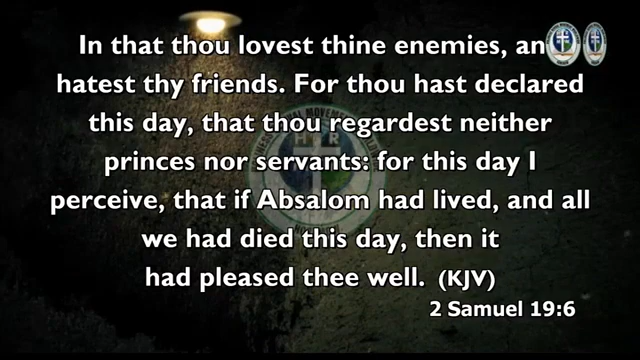 In that thou lovest thine enemies, an
hatest thy friends. For thou hast declared
this day, that thou regardest neither
princes nor servants: for this day I
perceive, that if Absalom had lived, and all
we had died this day, then it
had pleased thee well. (KJV)
2 Samuel 19:6